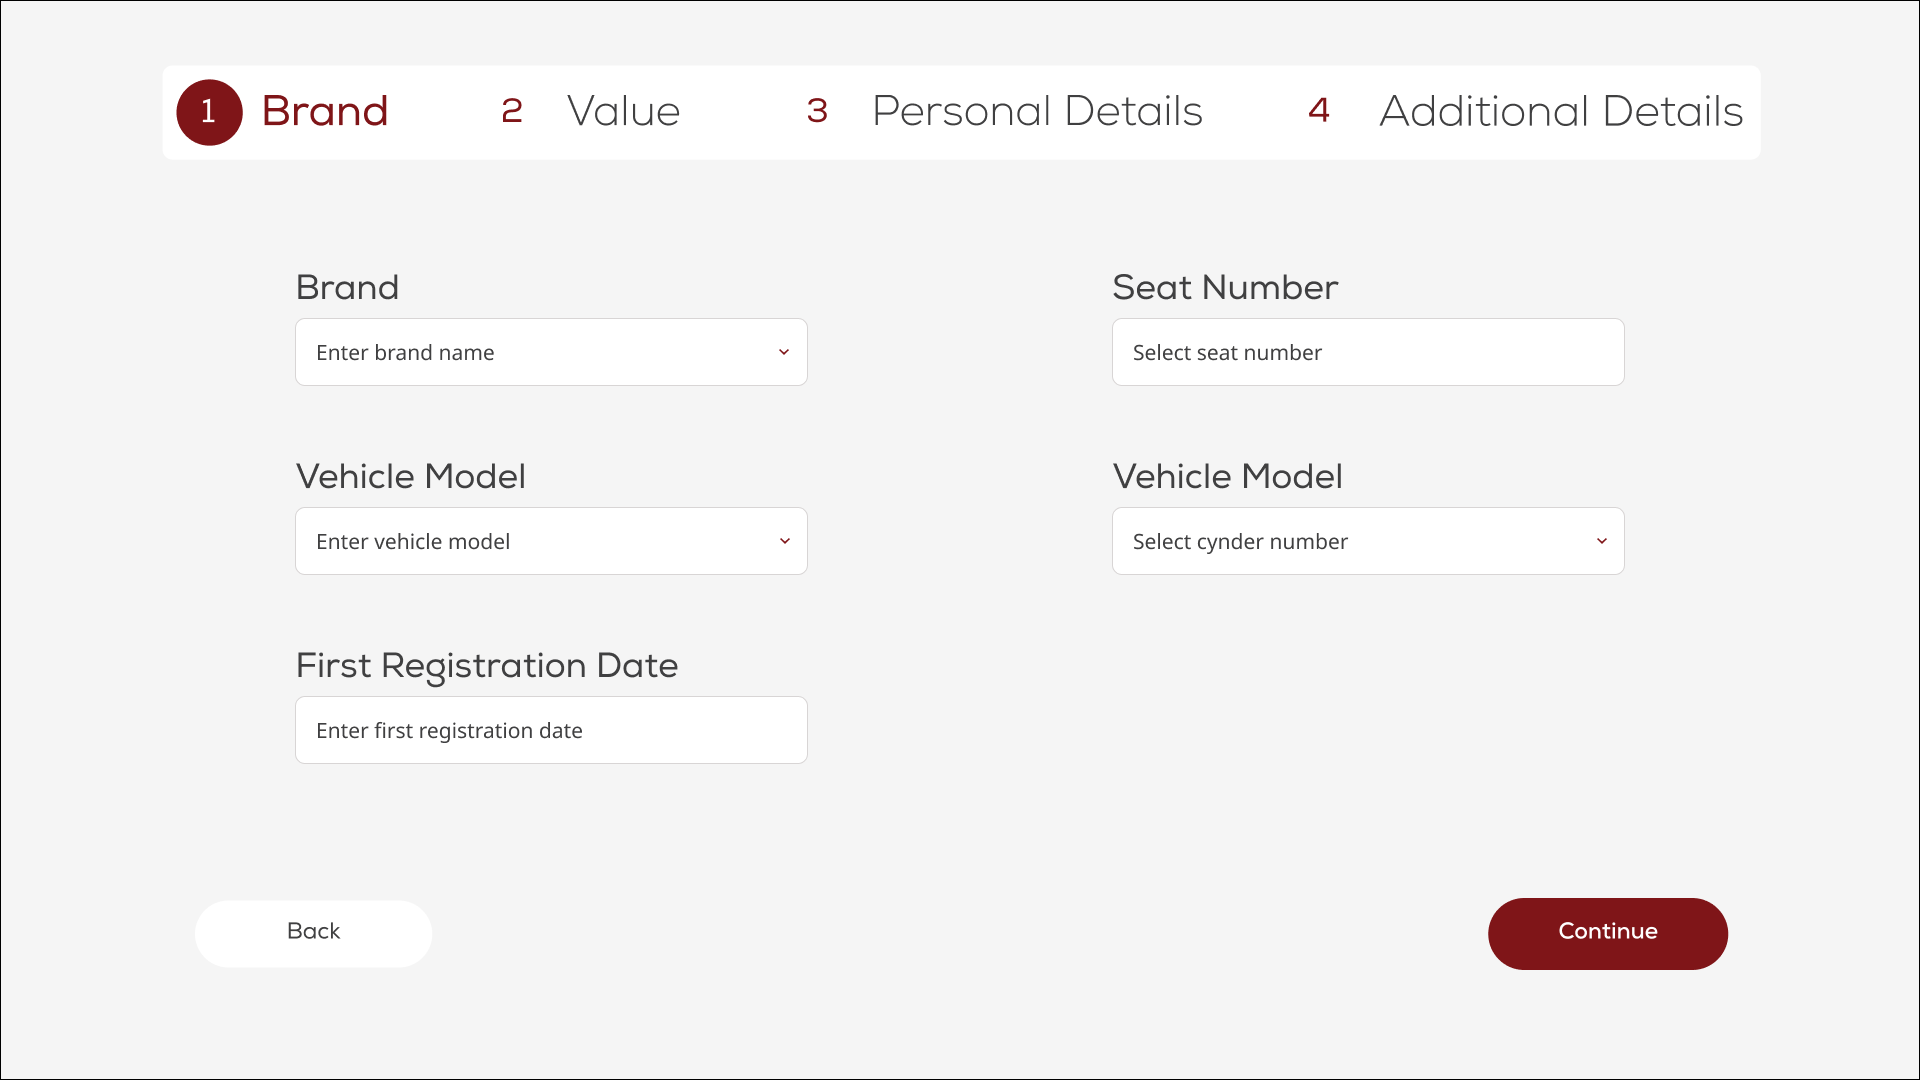 1 Brand 2 Value 3 Personal Details 4 Additional Details
Brand
Enter brand name
Seat Number
Select seat number
Vehicle Model
Enter vehicle model
Vehicle Model
Select cynder number
First Registration Date
Enter first registration date
Back
Continue